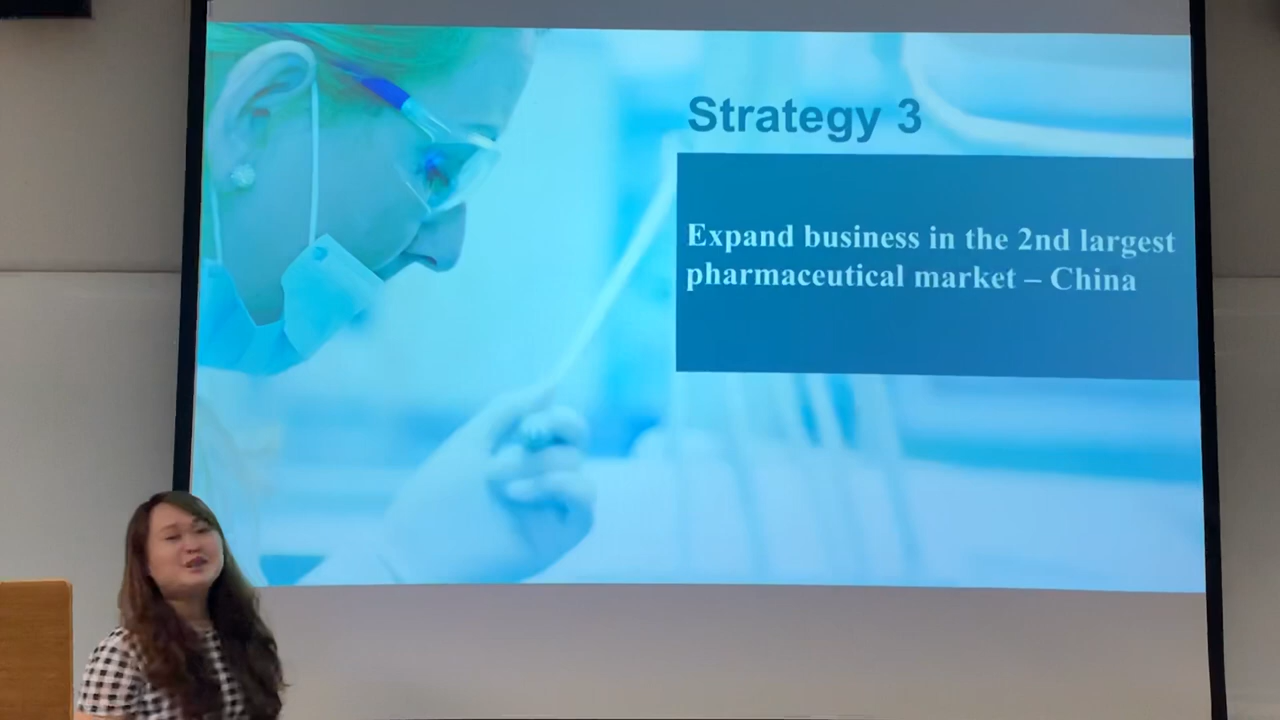 Strategy 3
Expand business in the 2nd largest
pharmaceutical market – China